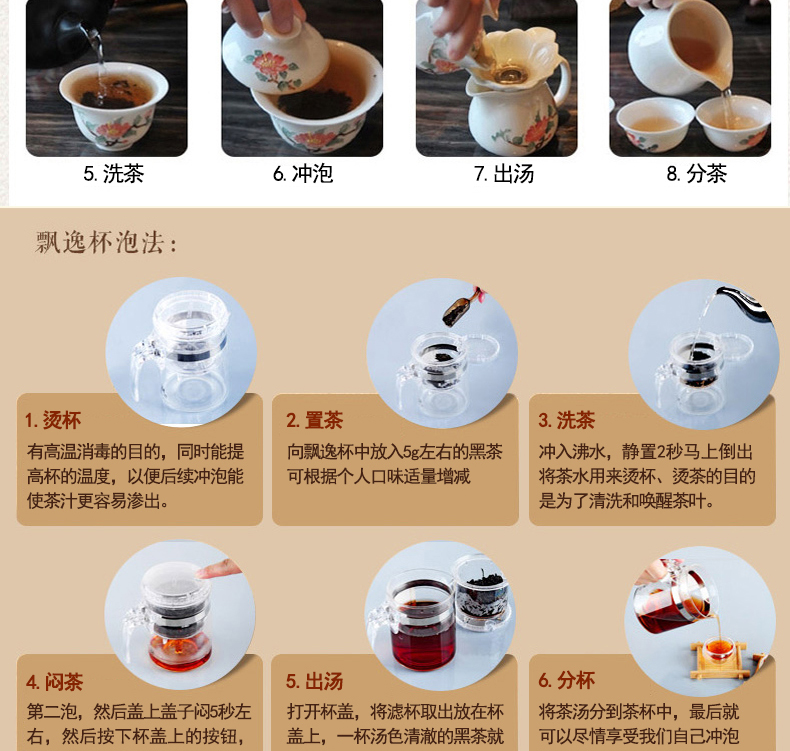 5. 洗茶
6. 冲泡
7. 出汤
8. 分茶
飘逸杯泡法：
1. 烫杯
有高温消毒的目的，同时能提
高杯的温度，以便后续冲泡能
使茶汁更容易渗出。
2. 置茶
向飘逸杯中放入5g左右的黑茶
可根据个人口味适量增减
3. 洗茶
冲入沸水，静置2秒马上倒出
将茶水用来烫杯、烫茶的目的
是为了清洗和唤醒茶叶。
4. 闷茶
第二泡，然后盖上盖子闷5秒左
右，然后按下杯盖上的按钮，
5. 出汤
打开杯盖，将滤杯取出放在杯
盖上，一杯汤色清澈的黑茶就
6. 分杯
将茶汤分到茶杯中，最后就
可以尽情享受我们自己冲泡